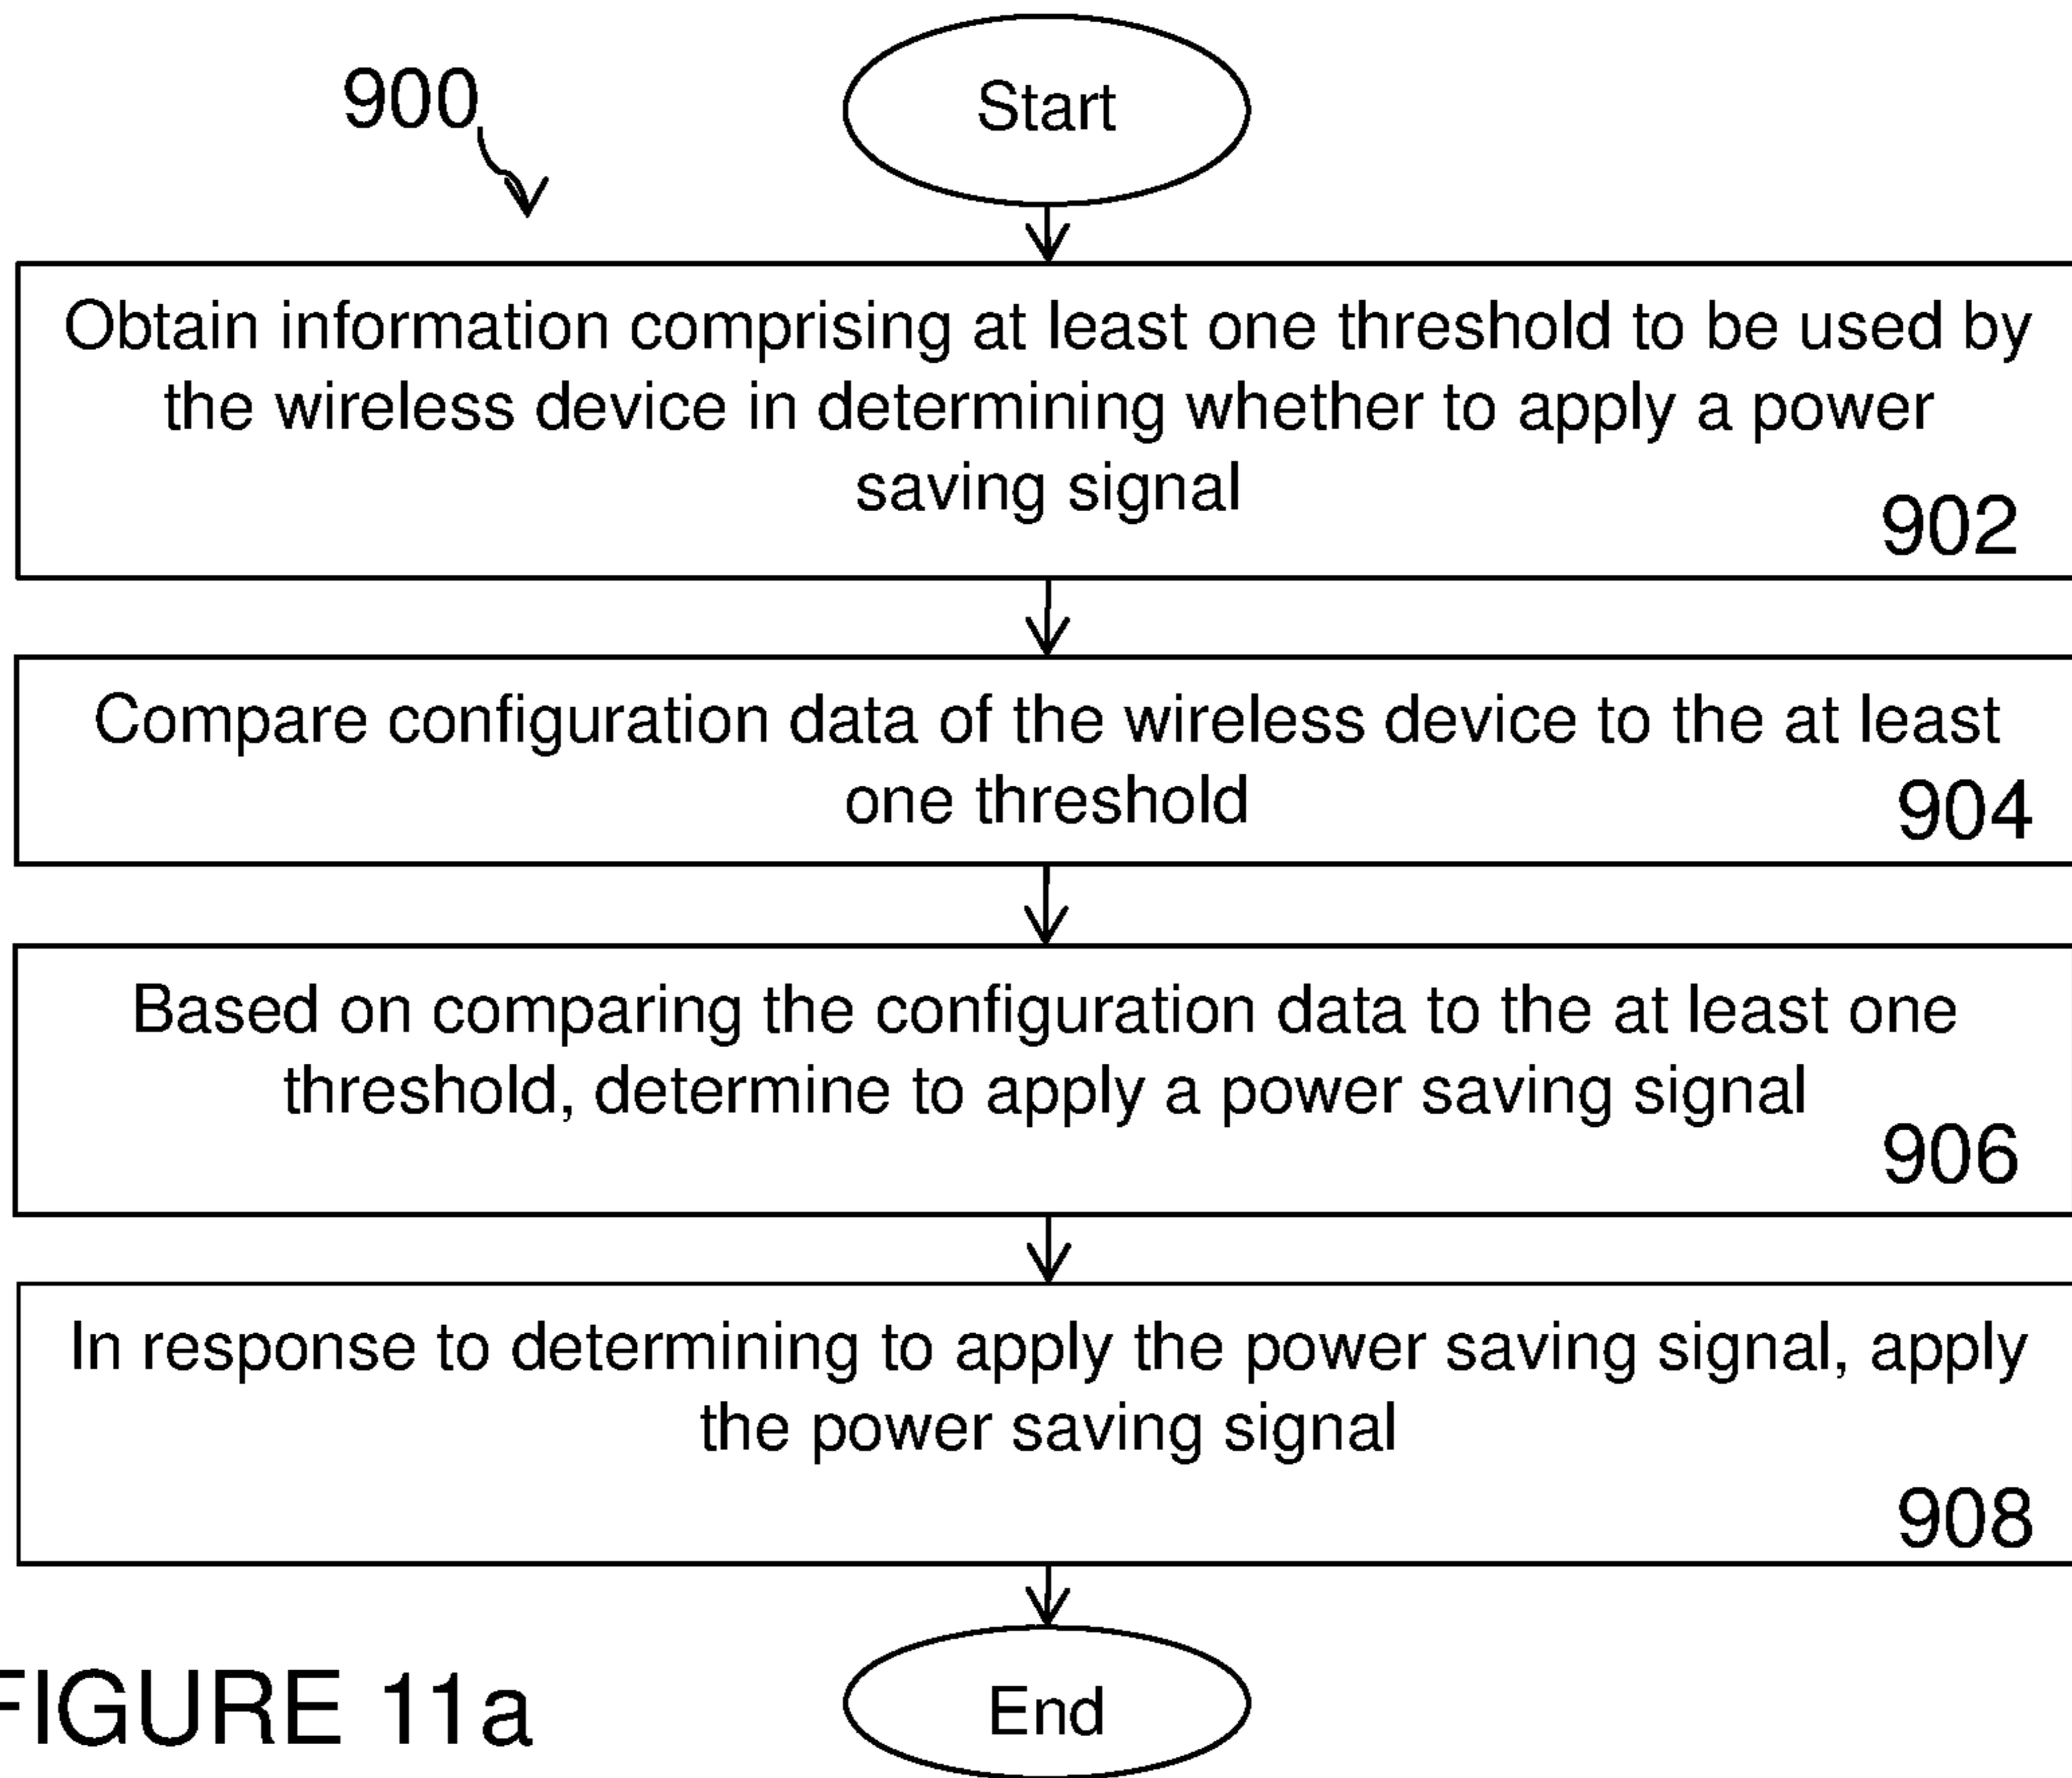 900
Start
Obtain information comprising at least one threshold to be used by
the wireless device in determining whether to apply a power
saving signal
902
Compare configuration data of the wireless device to the at least
one threshold
904
Based on comparing the configuration data to the at least one
threshold, determine to apply a power saving signal
906
In response to determining to apply the power saving signal, apply
the power saving signal
908
End
FIGURE 11a